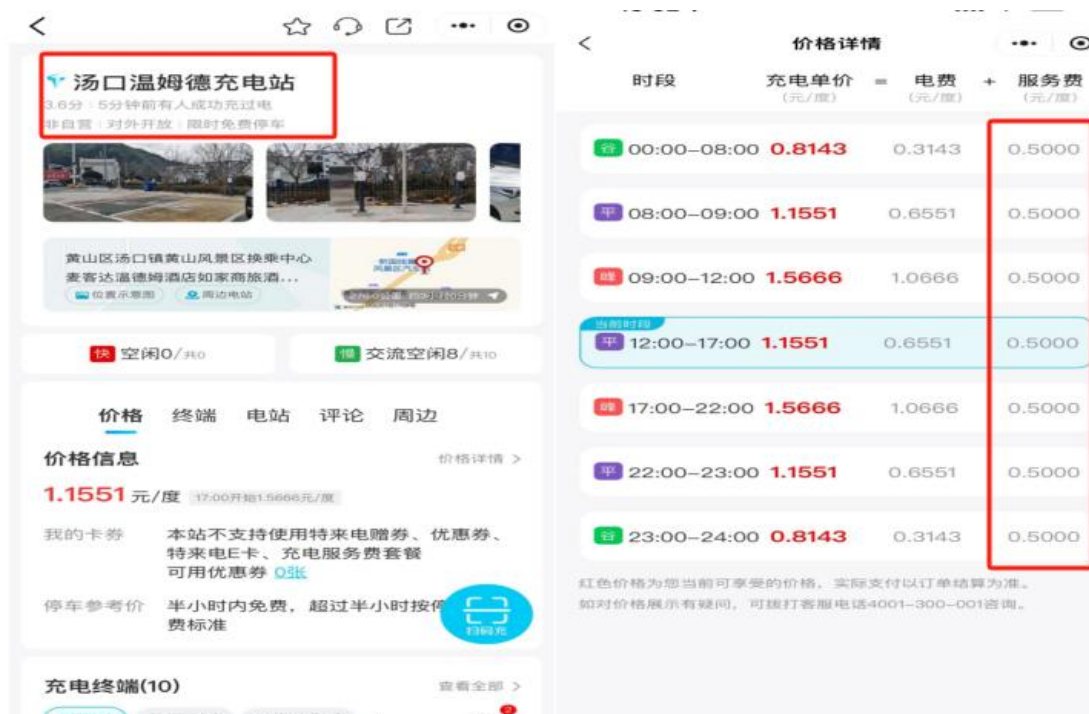 汤口温姆德充电站
3.6分 | 5分钟前有人成功充过电
非自营 | 对外开放 | 限时免费停车
黄山区汤口镇黄山风景区换乘中心
麦客达温德姆酒店如家商旅酒...
位置示意图
周边电站
快 空闲0/共0
慢 交流空闲8/共10
价格 终端 电站 评论 周边
价格信息
价格详情 >
1.1551 元/度 17:00开始1.5666元/度
我的卡券
本站不支持使用特来电赠券、优惠券、
特来电E卡、充电服务费套餐
可用优惠券 0张
停车参考价
半小时内免费，超过半小时按停
费标准
扫码充
充电终端(10)
查看全部 >
价格详情
时段 充电单价 = 电费 + 服务费
(元/度) (元/度) (元/度)
谷 00:00-08:00 0.8143 0.3143 0.5000
平 08:00-09:00 1.1551 0.6551 0.5000
峰 09:00-12:00 1.5666 1.0666 0.5000
当前时段
平 12:00-17:00 1.1551 0.6551 0.5000
峰 17:00-22:00 1.5666 1.0666 0.5000
平 22:00-23:00 1.1551 0.6551 0.5000
谷 23:00-24:00 0.8143 0.3143 0.5000
红色价格为您当前可享受的价格，实际支付以订单结算为准。
如对价格展示有疑问，可拨打客服电话4001-300-001咨询。